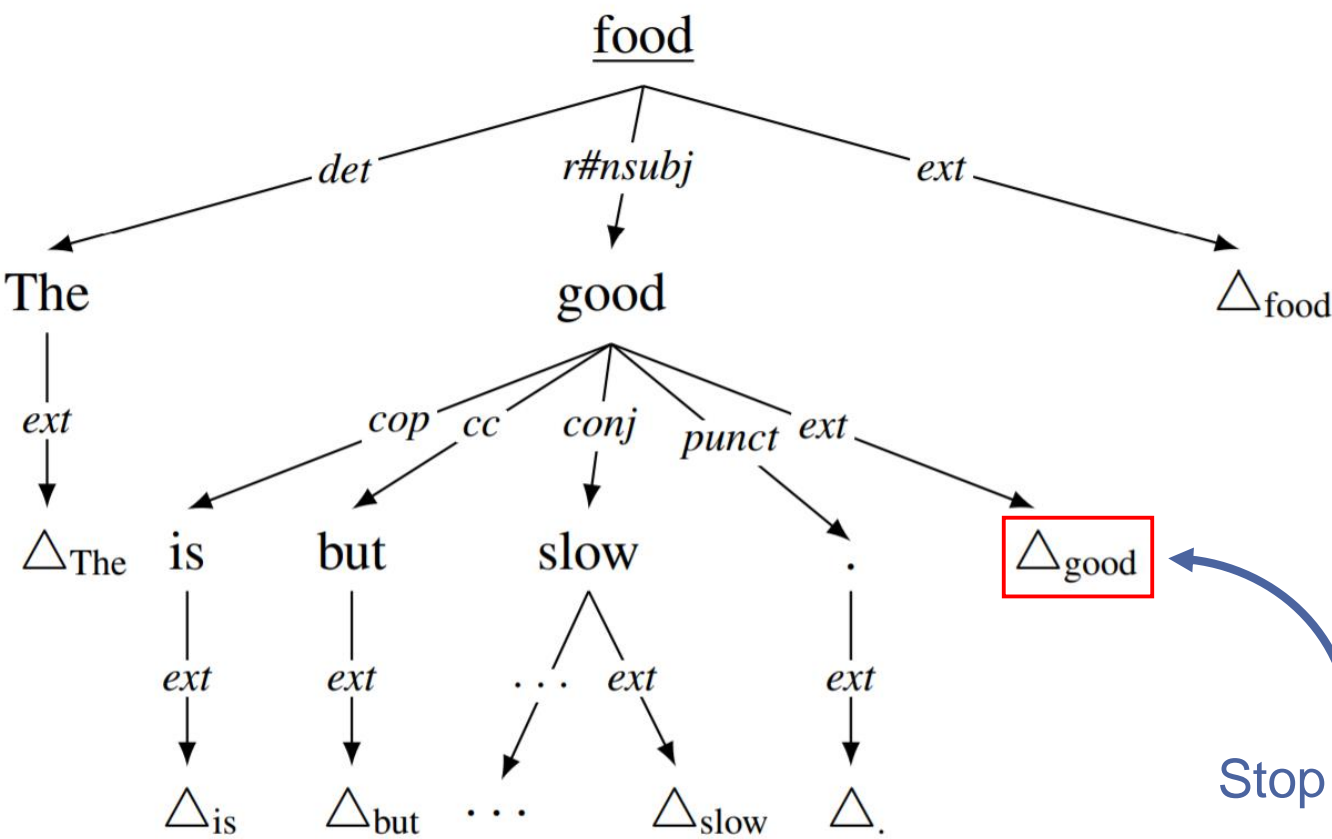 food
det r#nsubj ext
The good △food
ext cop cc conj punct ext
△The is but slow . △good
ext ext ... ext ext
△is △but ... △slow △.
Stop